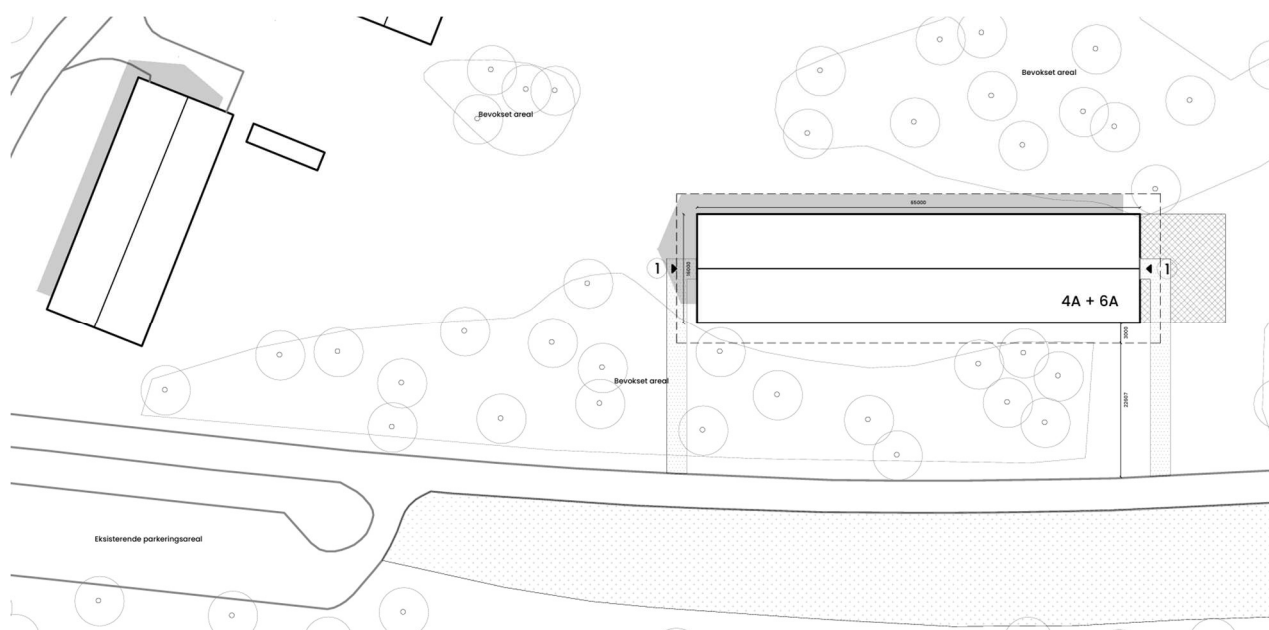 Bevokset areal
Bevokset areal
65000
16000
1
1
4A + 6A
3000
22607
Bevokset areal
Eksisterende parkeringsareal